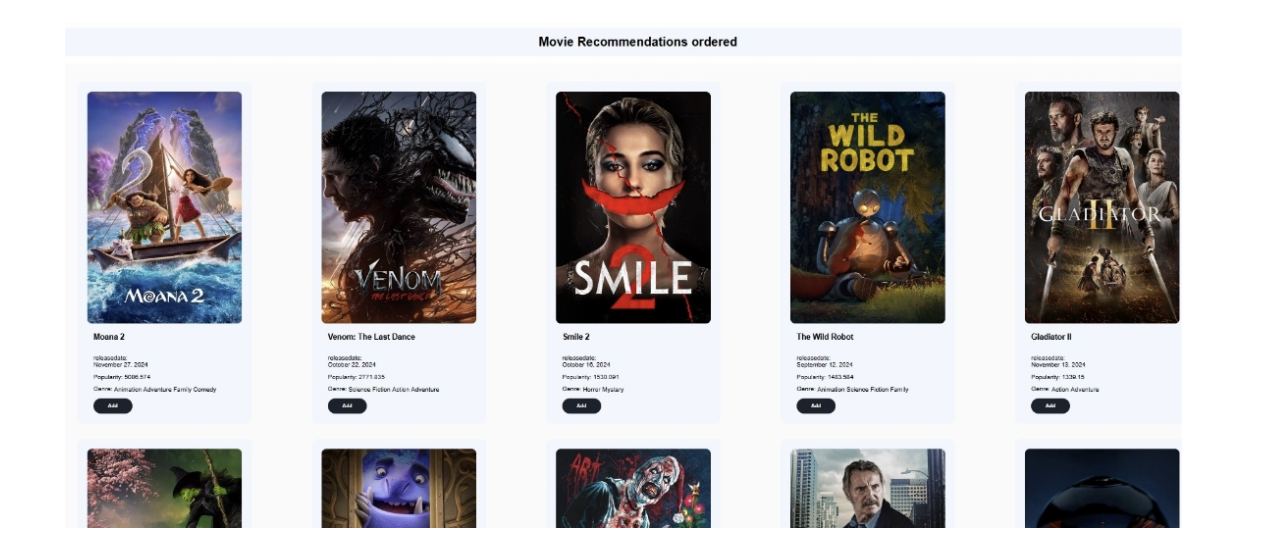 Movie Recommendations ordered
MOANA 2
Moana 2
releasedate:
November 27, 2024
Popularity: 5086.574
Genre: Animation Adventure Family Comedy
Add
VENOM
THE LAST DANCE
Venom: The Last Dance
releasedate:
October 22, 2024
Popularity: 2771.835
Genre: Science Fiction Action Adventure
Add
SMILE
2
Smile 2
releasedate:
October 16, 2024
Popularity: 1530.091
Genre: Horror Mystery
Add
THE
WILD
ROBOT
The Wild Robot
releasedate:
September 12, 2024
Popularity: 1483.584
Genre: Animation Science Fiction Family
Add
GLADIATOR
II
Gladiator II
releasedate:
November 13, 2024
Popularity: 1339.15
Genre: Action Adventure
Add